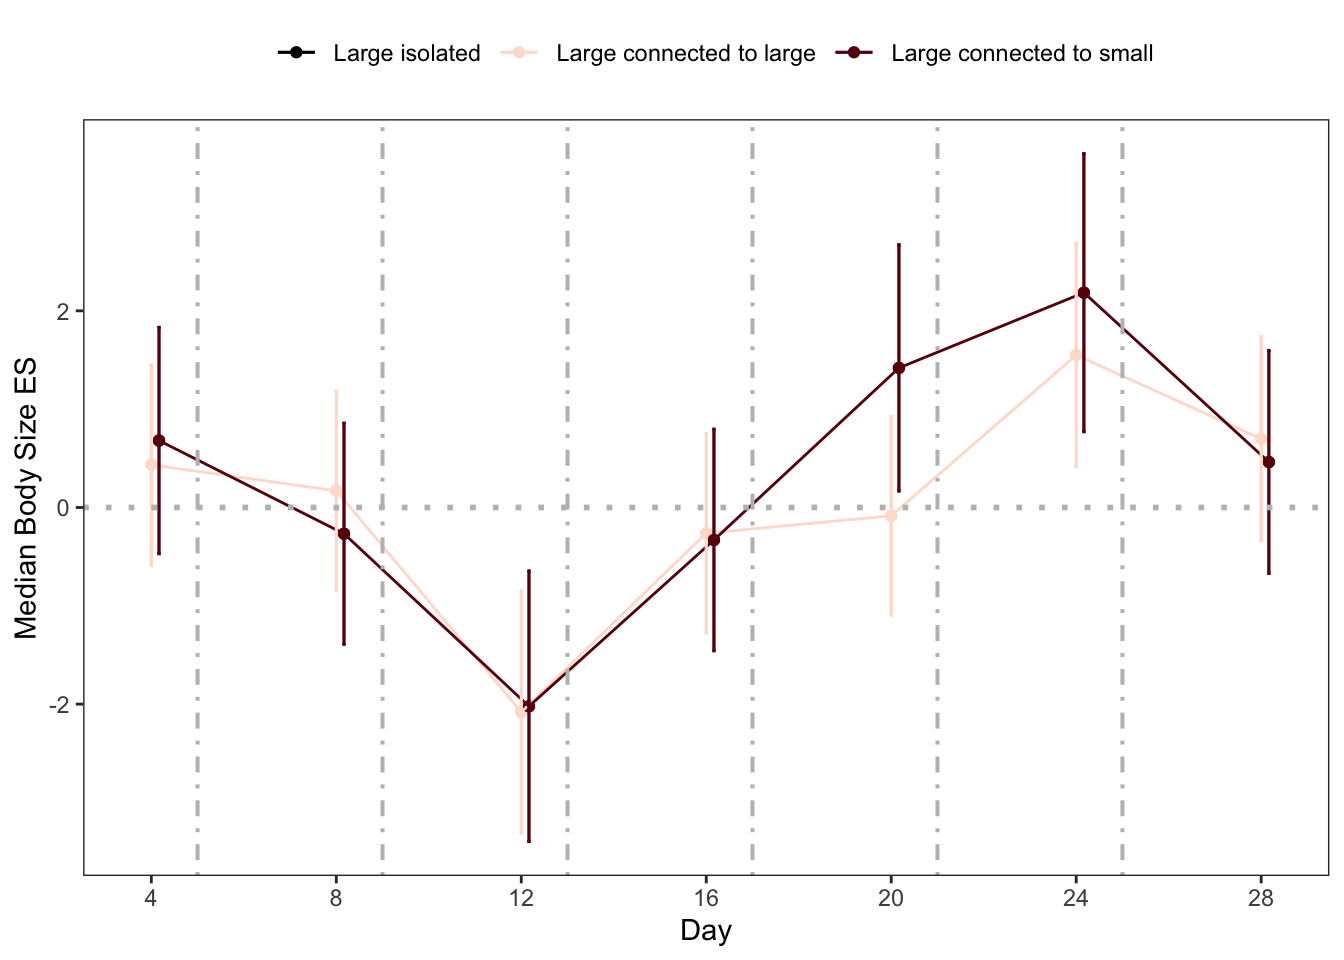 Large isolated Large connected to large Large connected to small
Median Body Size ES
2
0
-2
4 8 12 16 20 24 28
Day